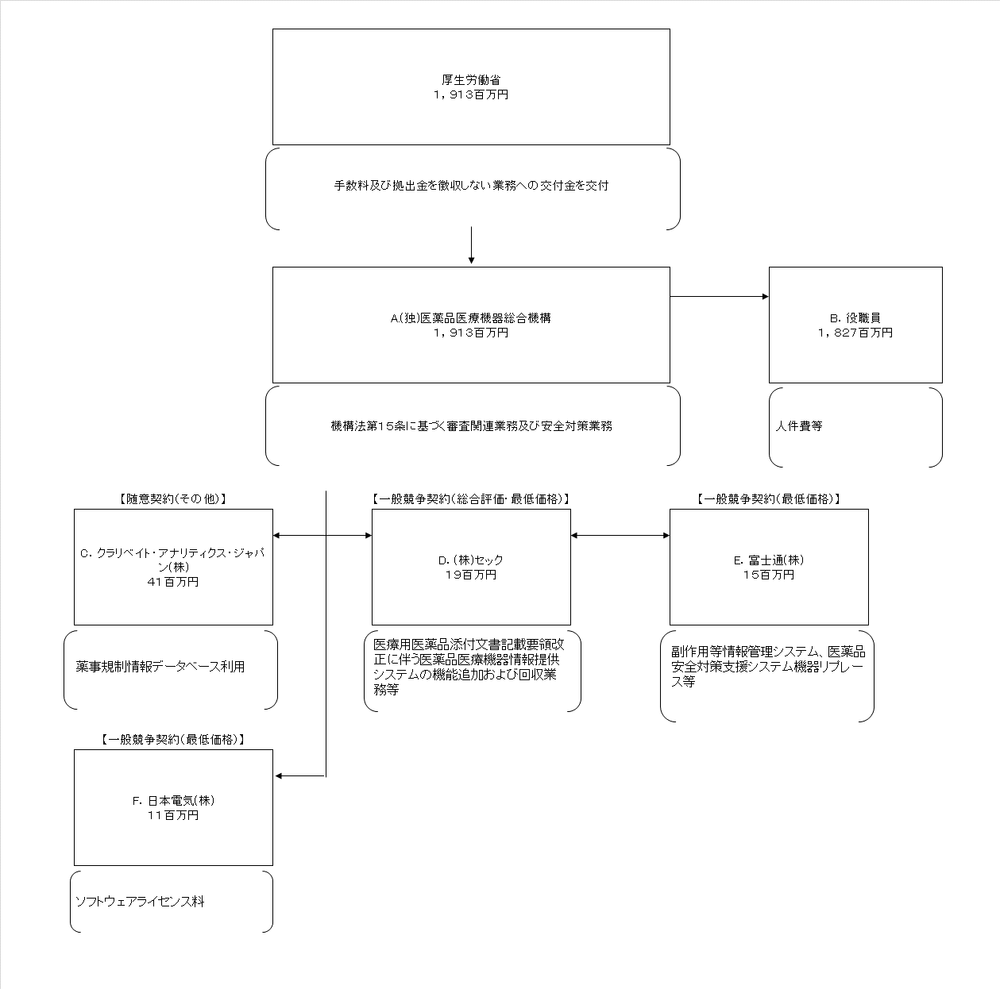 厚生労働省
１，９１３百万円
手数料及び拠出金を徴収しない業務への交付金を交付
A.（独）医薬品医療機器総合機構
１，９１３百万円
B．役職員
１，８２７百万円
機構法第１５条に基づく審査関連業務及び安全対策業務
人件費等
【随意契約（その他）】
【一般競争契約（総合評価・最低価格）】
【一般競争契約（最低価格）】
C．クラリベイト・アナリティクス・ジャパ
ン（株）
４１百万円
D．（株）セック
１９百万円
E．富士通（株）
１５百万円
薬事規制情報データベース利用
医療用医薬品添付文書記載要領改
正に伴う医薬品医療機器情報提供
システムの機能追加および回収業
務等
副作用等情報管理システム、医薬品
安全対策支援システム機器リプレー
ス等
【一般競争契約（最低価格）】
F．日本電気（株）
１１百万円
ソフトウェアライセンス料